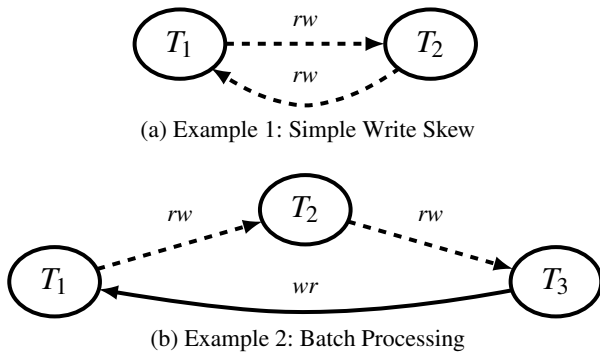 rw
T1 T2
rw
(a) Example 1: Simple Write Skew
T2
rw rw
T1 T3
wr
(b) Example 2: Batch Processing